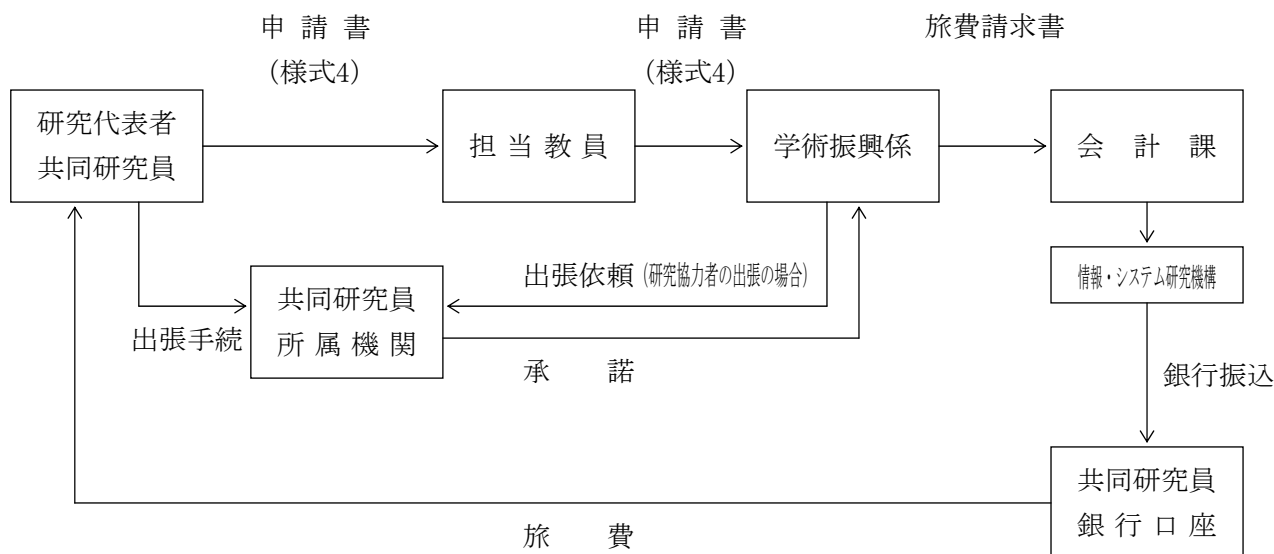 申請書
（様式4）
申請書
（様式4）
旅費請求書
研究代表者
共同研究員
担当教員
学術振興係
会計課
出張依頼（研究協力者の出張の場合）
情報・システム研究機構
共同研究員
所属機関
出張手続
承諾
銀行振込
共同研究員
銀行口座
旅費